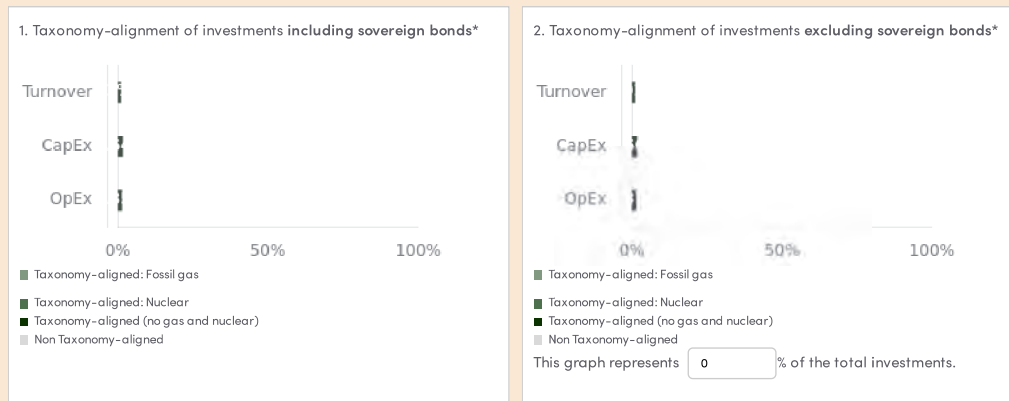 1. Taxonomy-alignment of investments including sovereign bonds*
Turnover
CapEx
OpEx
0% 50% 100%
Taxonomy-aligned: Fossil gas
Taxonomy-aligned: Nuclear
Taxonomy-aligned (no gas and nuclear)
Non Taxonomy-aligned
2. Taxonomy-alignment of investments excluding sovereign bonds*
Turnover
CapEx
OpEx
0% 50% 100%
Taxonomy-aligned: Fossil gas
Taxonomy-aligned: Nuclear
Taxonomy-aligned (no gas and nuclear)
Non Taxonomy-aligned
This graph represents 0 % of the total investments.